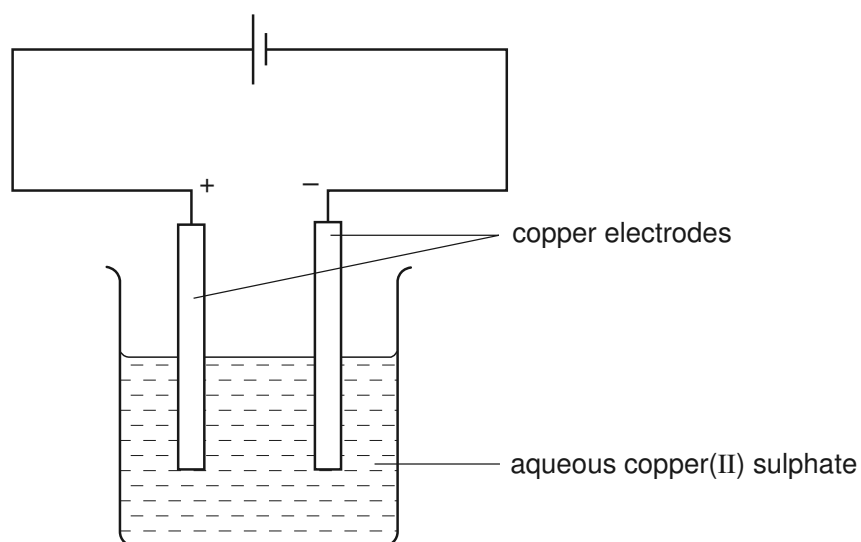 + −
copper electrodes
aqueous copper(II) sulphate